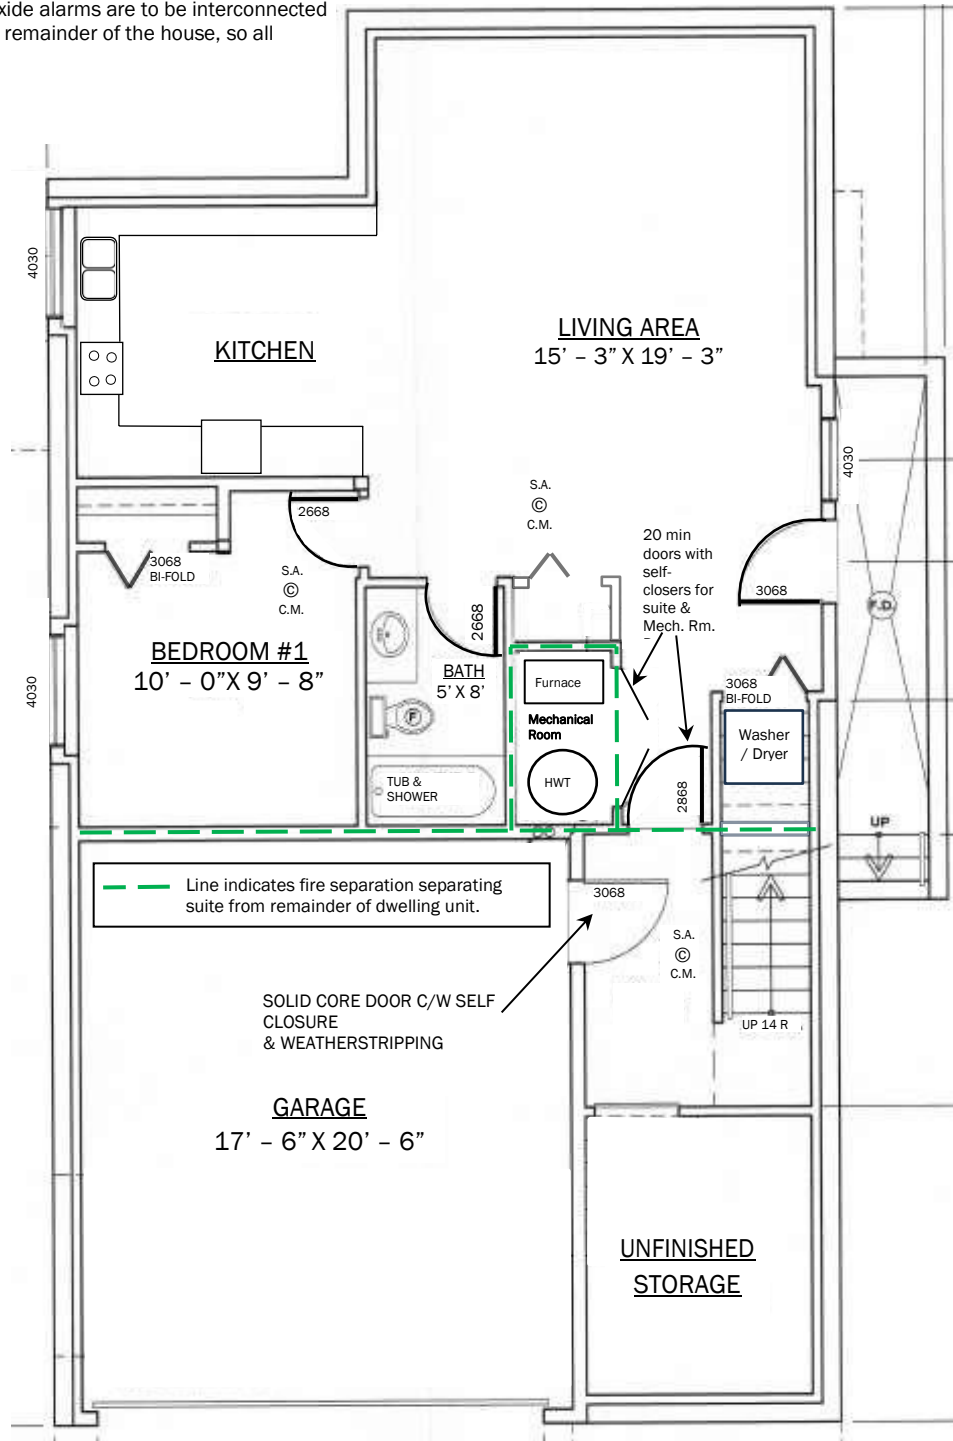 xide alarms are to be interconnected
remainder of the house, so all
4030
KITCHEN
LIVING AREA
15’ – 3” X 19’ – 3”
4030
S.A.
©
C.M.
2668
3068
BI-FOLD
S.A.
©
C.M.
20 min
doors with
self-
closers for
suite &
Mech. Rm.
3068
F.D.
2668
BEDROOM #1
10’ – 0”X 9’ – 8”
4030
BATH
5’ X 8’
F
Furnace
Mechanical
Room
HWT
3068
BI-FOLD
Washer
/ Dryer
TUB &
SHOWER
2868
UP
Line indicates fire separation separating
suite from remainder of dwelling unit.
3068
S.A.
©
C.M.
SOLID CORE DOOR C/W SELF
CLOSURE
& WEATHERSTRIPPING
UP 14 R
GARAGE
17’ – 6” X 20’ – 6”
UNFINISHED
STORAGE